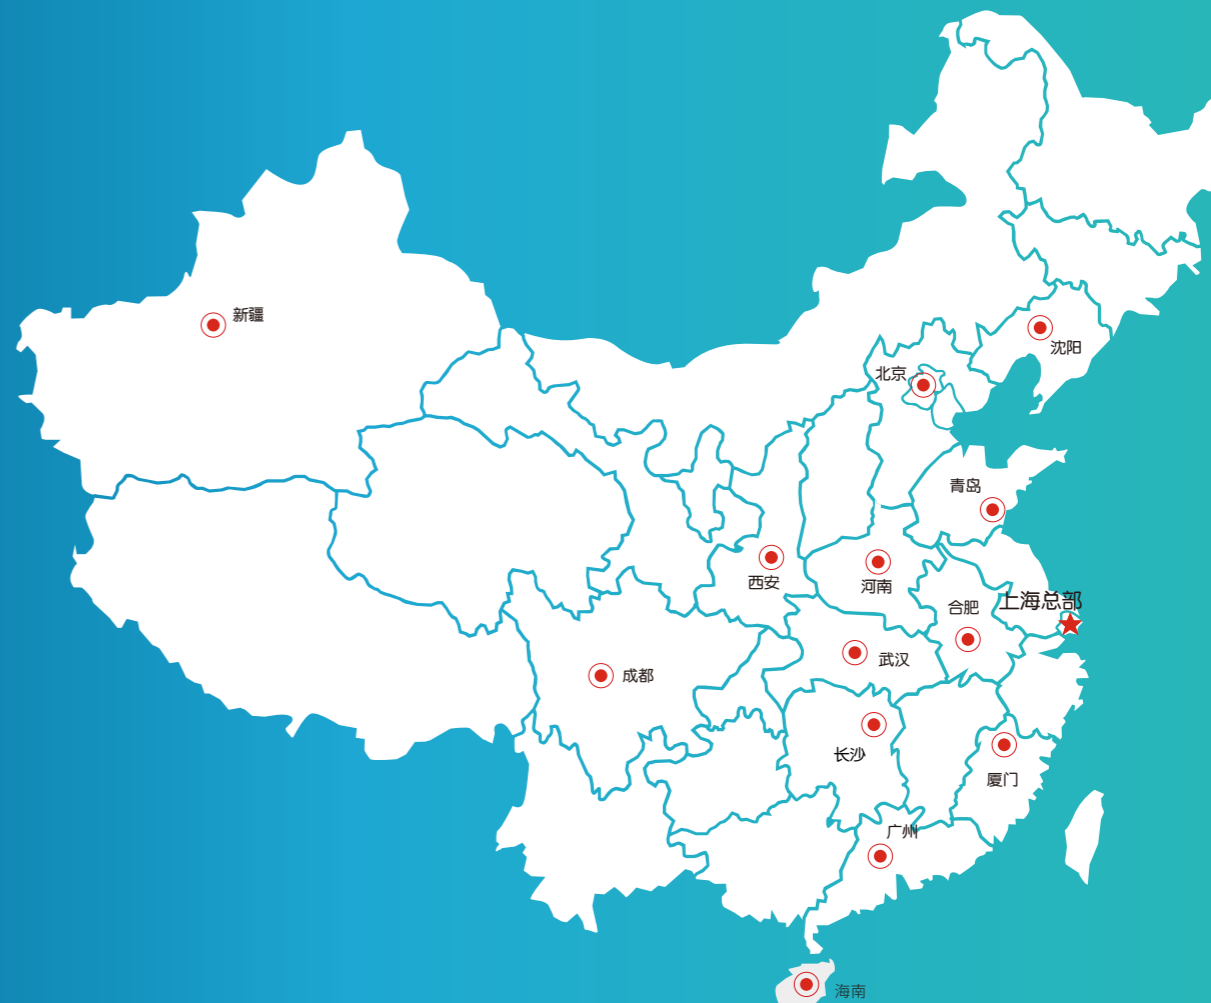 新疆
沈阳
北京
青岛
西安
河南
上海总部
合肥
武汉
成都
长沙
厦门
广州
海南